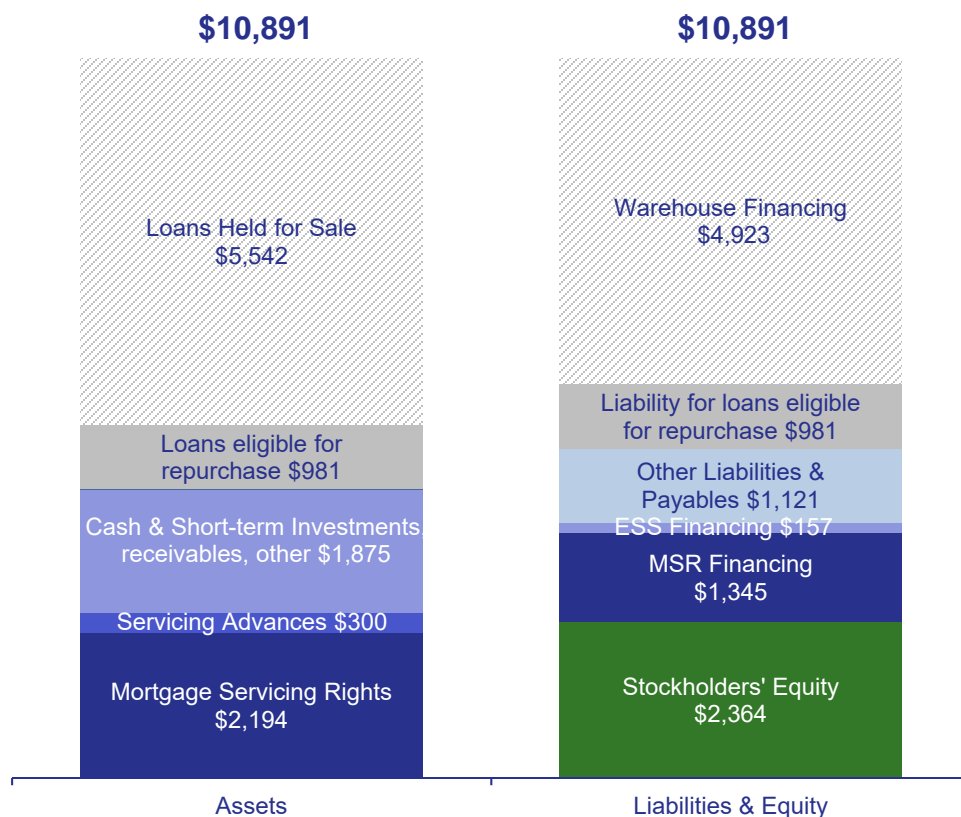 $10,891
Loans Held for Sale
$5,542
Loans eligible for
repurchase $981
Cash & Short-term Investments,
receivables, other $1,875
Servicing Advances $300
Mortgage Servicing Rights
$2,194
Assets
$10,891
Warehouse Financing
$4,923
Liability for loans eligible
for repurchase $981
Other Liabilities &
Payables $1,121
ESS Financing $157
MSR Financing
$1,345
Stockholders' Equity
$2,364
Liabilities & Equity